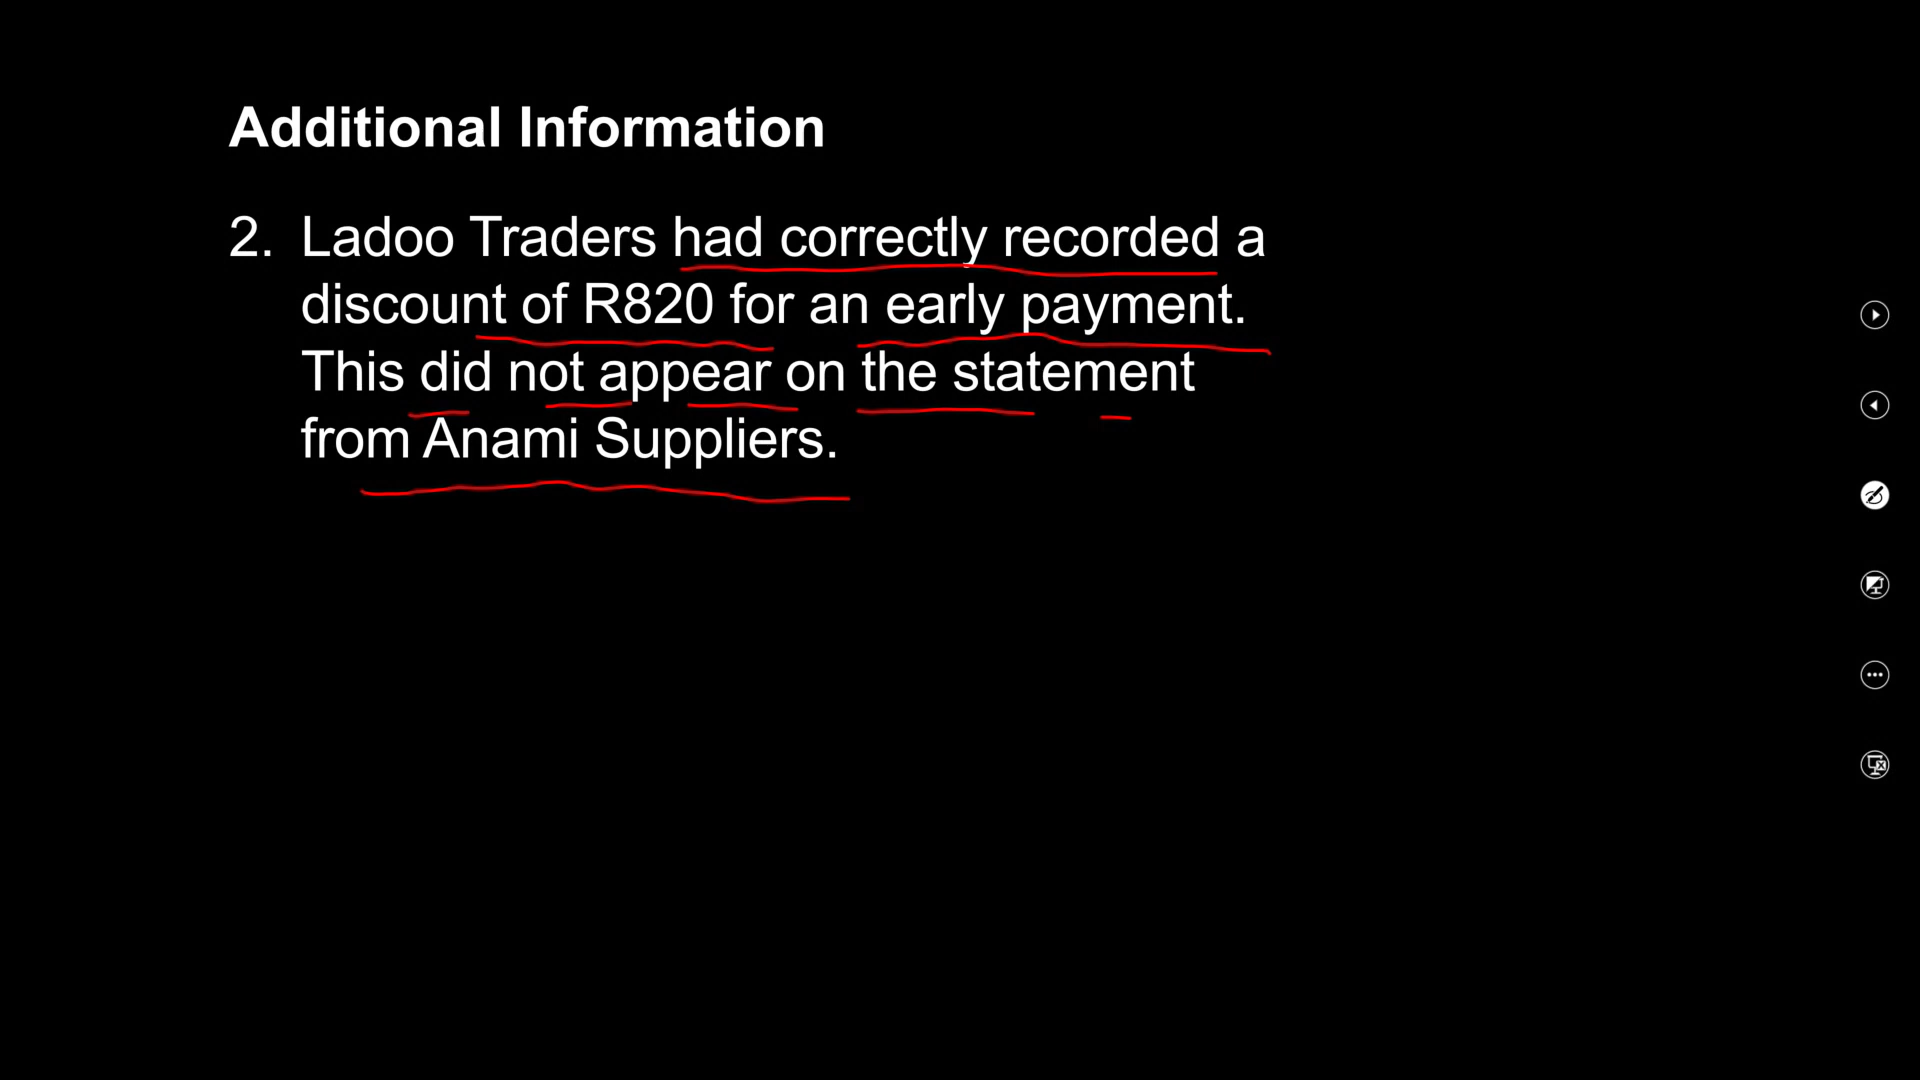 Additional Information
2. Ladoo Traders had correctly recorded a
discount of R820 for an early payment.
This did not appear on the statement
from Anami Suppliers.